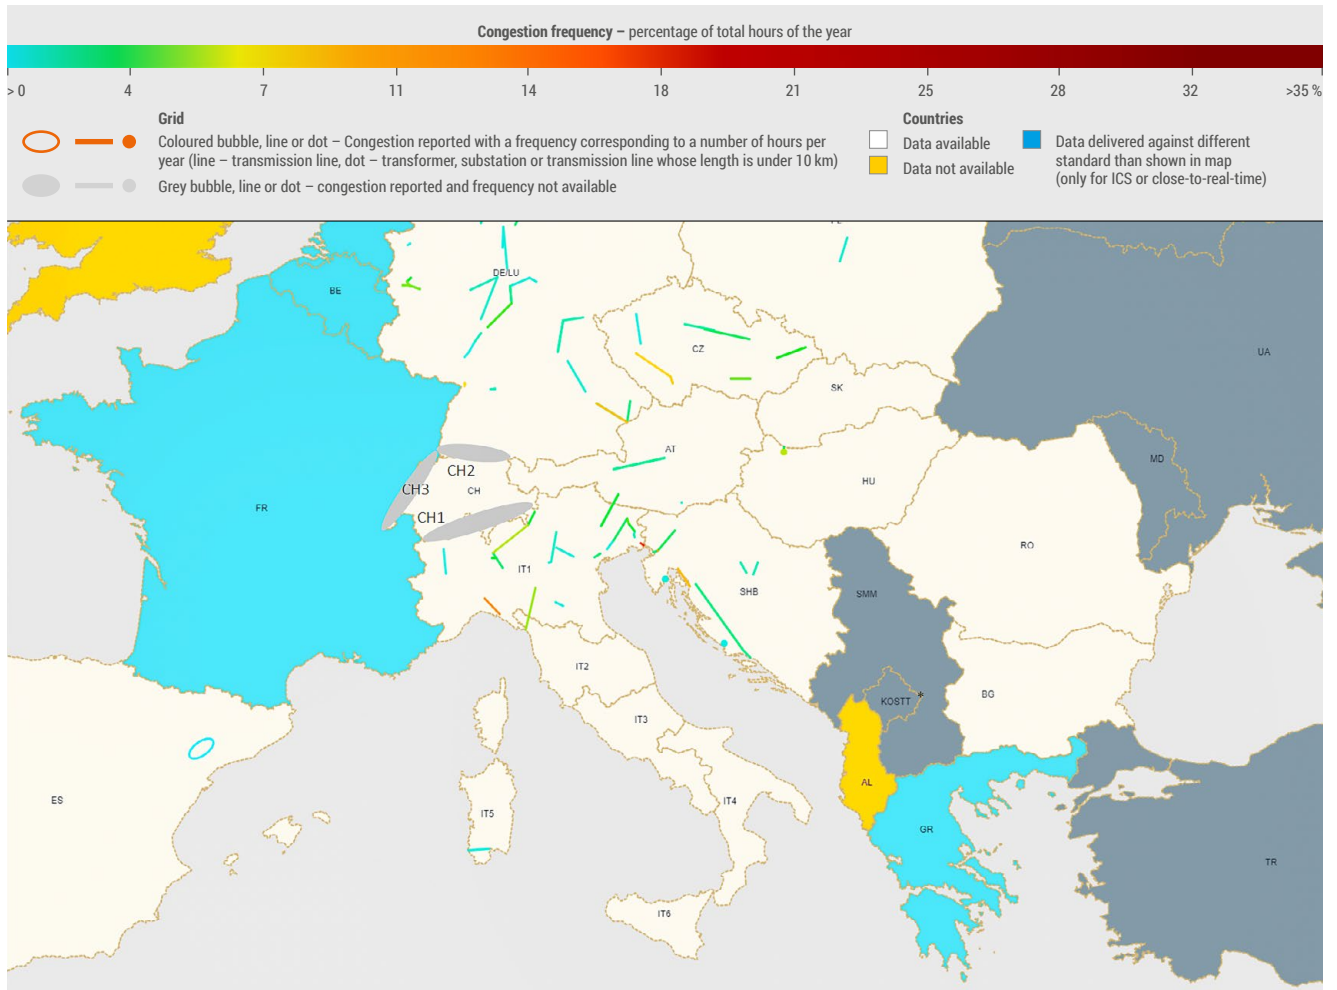 Congestion frequency – percentage of total hours of the year
> 0 4 7 11 14 18 21 25 28 32 >35 %
Grid
Coloured bubble, line or dot – Congestion reported with a frequency corresponding to a number of hours per
year (line – transmission line, dot – transformer, substation or transmission line whose length is under 10 km)
Grey bubble, line or dot – congestion reported and frequency not available
Countries
Data available
Data not available
Data delivered against different
standard than shown in map
(only for ICS or close-to-real-time)
DE/LU
BE
CZ
UA
SK
AT
MD
CH2
CH3
CH
HU
FR
CH1
RO
IT1
SHB
SMM
IT2
KOSTT *
BG
IT3
AL
ES
IT4
IT5
GR
TR
IT6